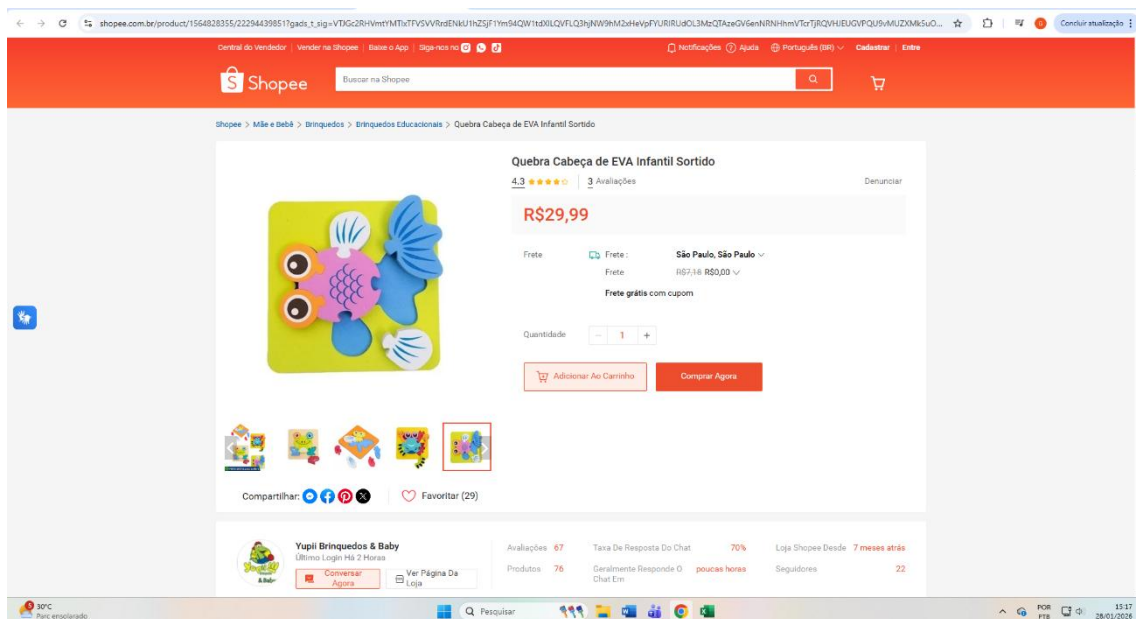 shopee.com.br/product/1564828355/22294439851?gads_t_sig=
Concluir atualização
Central do Vendedor | Vender na Shopee | Baixe o App | Siga-nos no
Notificações Ajuda Português (BR) Cadastrar | Entre
Shopee
Buscar na Shopee
Shopee > Mãe e Bebê > Brinquedos > Brinquedos Educacionais > Quebra Cabeça de EVA Infantil Sortido
Quebra Cabeça de EVA Infantil Sortido
4.3 3 Avaliações Denunciar
R$29,99
Frete Frete : São Paulo, São Paulo
Frete R$7,18 R$0,00
Frete grátis com cupom
Quantidade − 1 +
Adicionar Ao Carrinho Comprar Agora
Compartilhar: Favoritar (29)
Yupii Brinquedos & Baby
Último Login Há 2 Horas
Conversar Agora
Ver Página Da Loja
Avaliações 67 Taxa De Resposta Do Chat 70% Loja Shopee Desde 7 meses atrás
Produtos 76 Geralmente Responde O Chat Em poucas horas Seguidores 22
30°C
Parc ensolarado
Pesquisar
POR
PTB
15:17
28/01/2026